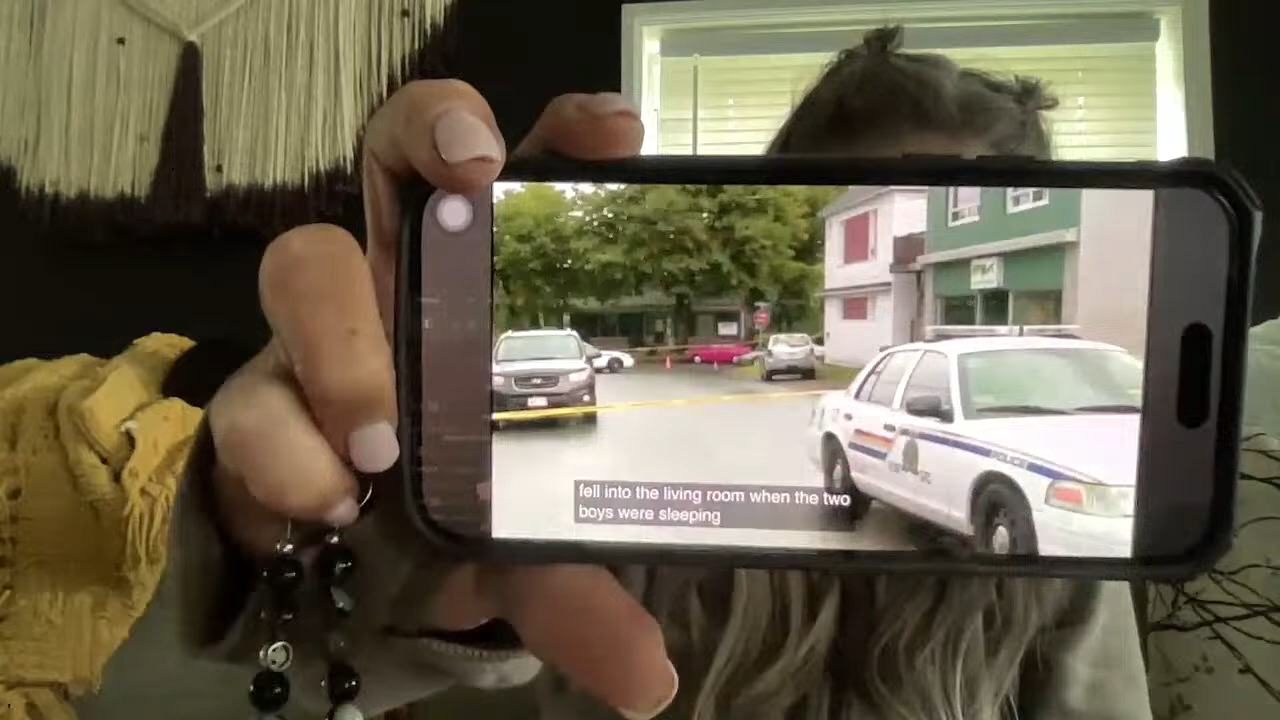 POLICE
fell into the living room when the two
boys were sleeping